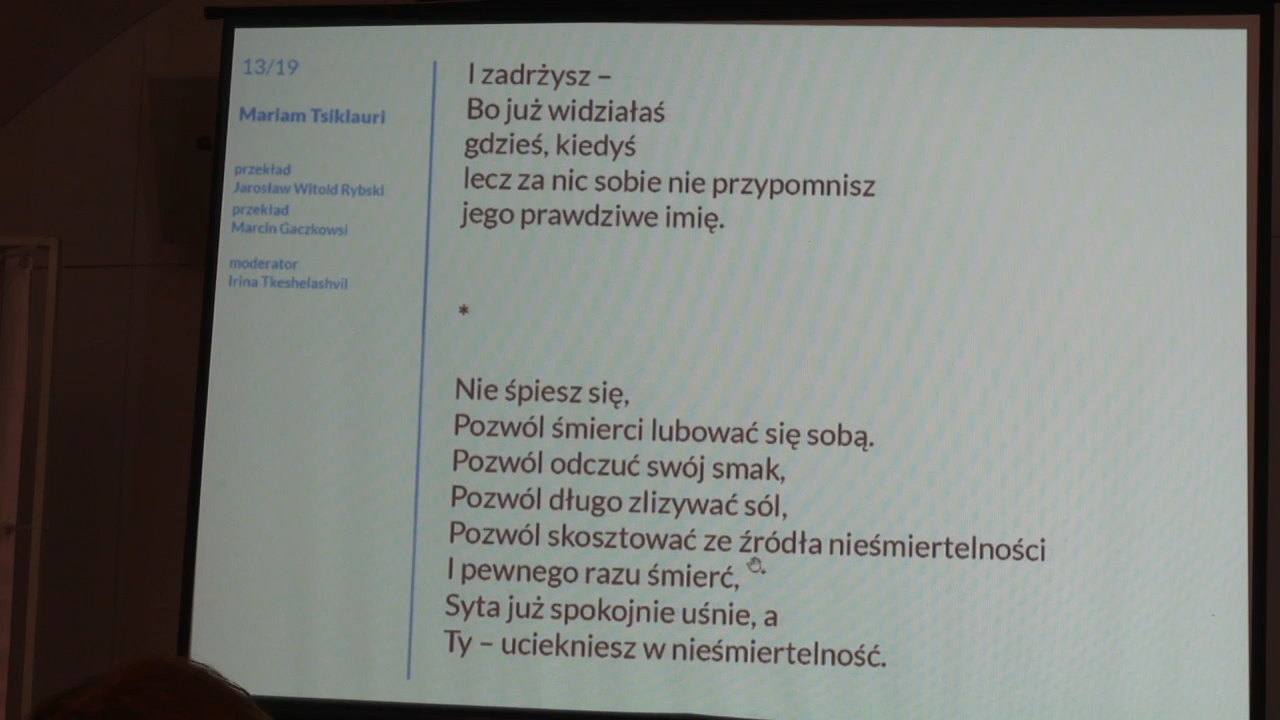 13/19
Mariam Tsiklauri
przekład
Jarosław Witold Rybski
przekład
Marcin Gaczkowsi
moderator
Irina Tkeshelashvil
I zadrżysz –
Bo już widziałaś
gdzieś, kiedyś
lecz za nic sobie nie przypomnisz
jego prawdziwe imię.
*
Nie śpiesz się,
Pozwól śmierci lubować się sobą.
Pozwól odczuć swój smak,
Pozwól długo zlizywać sól,
Pozwól skosztować ze źródła nieśmiertelności
I pewnego razu śmierć,
Syta już spokojnie uśnie, a
Ty – uciekniesz w nieśmiertelność.